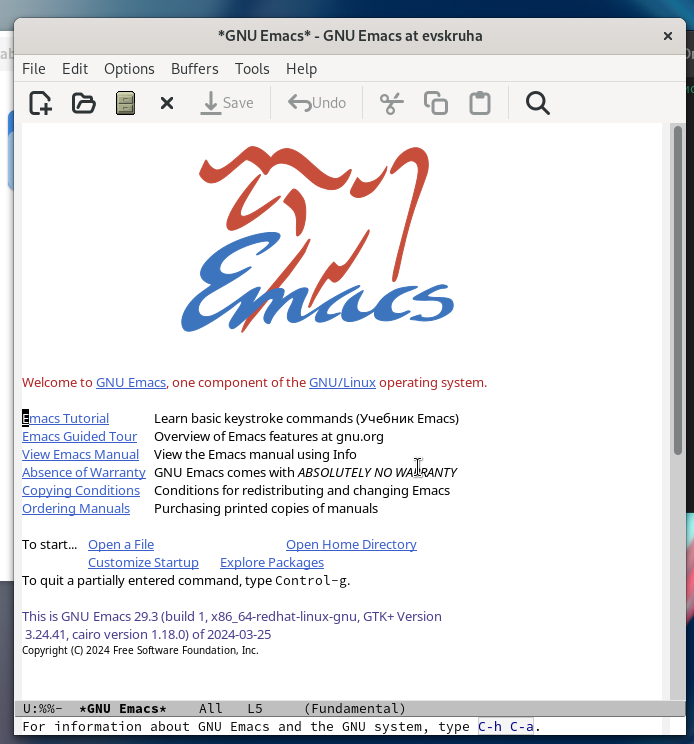 *GNU Emacs* - GNU Emacs at evskruha
File Edit Options Buffers Tools Help
Save Undo
Emacs
Welcome to GNU Emacs, one component of the GNU/Linux operating system.
Emacs Tutorial Learn basic keystroke commands (Учебник Emacs)
Emacs Guided Tour Overview of Emacs features at gnu.org
View Emacs Manual View the Emacs manual using Info
Absence of Warranty GNU Emacs comes with ABSOLUTELY NO WARRANTY
Copying Conditions Conditions for redistributing and changing Emacs
Ordering Manuals Purchasing printed copies of manuals
To start... Open a File Open Home Directory
Customize Startup Explore Packages
To quit a partially entered command, type Control-g.
This is GNU Emacs 29.3 (build 1, x86_64-redhat-linux-gnu, GTK+ Version
3.24.41, cairo version 1.18.0) of 2024-03-25
Copyright (C) 2024 Free Software Foundation, Inc.
U:%%- *GNU Emacs* All L5 (Fundamental)
For information about GNU Emacs and the GNU system, type C-h C-a.